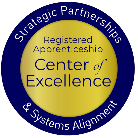 Strategic Partnerships
Registered
Apprenticeship
Center of
Excellence
& Systems Alignment